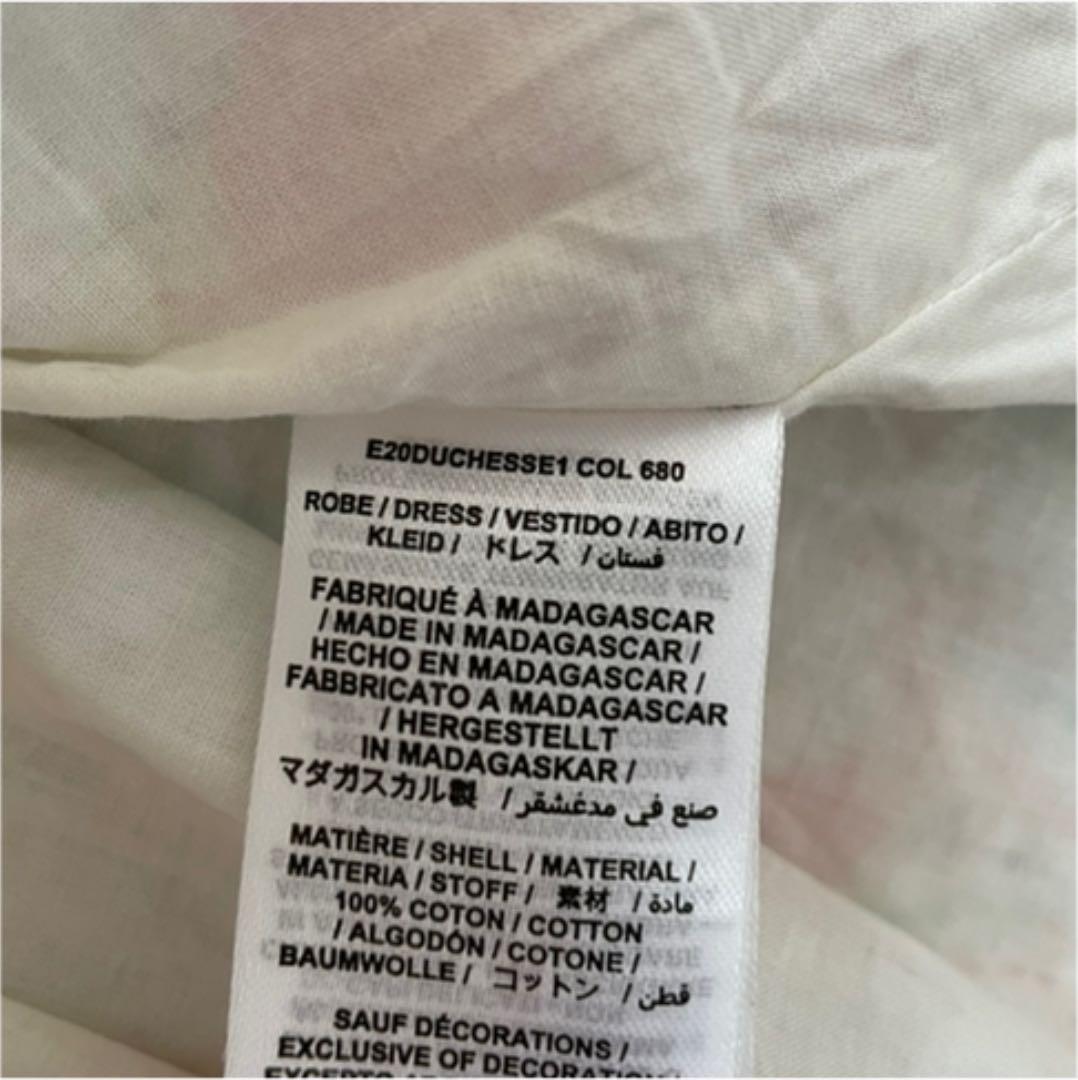 E20DUCHESSE1 COL 680
ROBE / DRESS / VESTIDO / ABITO /
KLEID / ドレス / فستان
FABRIQUÉ À MADAGASCAR
/ MADE IN MADAGASCAR /
HECHO EN MADAGASCAR /
FABBRICATO A MADAGASCAR
/ HERGESTELLT
IN MADAGASKAR /
マダガスカル製 / صنع في مدغشقر
MATIÈRE / SHELL / MATERIAL /
MATERIA / STOFF / 素材 / مادة
100% COTON / COTTON
/ ALGODÓN / COTONE /
BAUMWOLLE / コットン / قطن
SAUF DÉCORATIONS /
EXCLUSIVE OF DECORATION